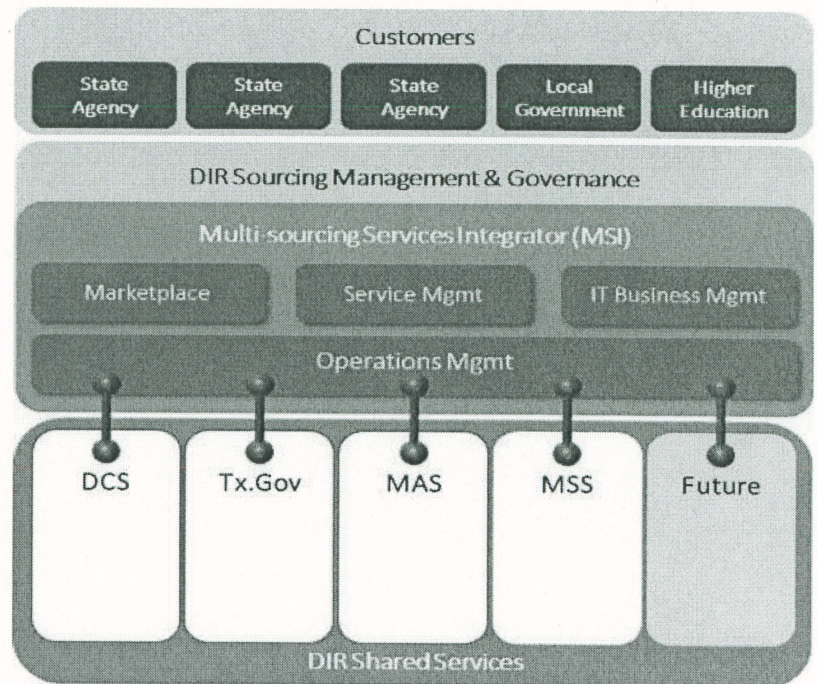 Customers
State Agency
State Agency
State Agency
Local Government
Higher Education
DIR Sourcing Management & Governance
Multi-sourcing Services Integrator (MSI)
Marketplace
Service Mgmt
IT Business Mgmt
Operations Mgmt
DCS
Tx.Gov
MAS
MSS
Future
DIR Shared Services